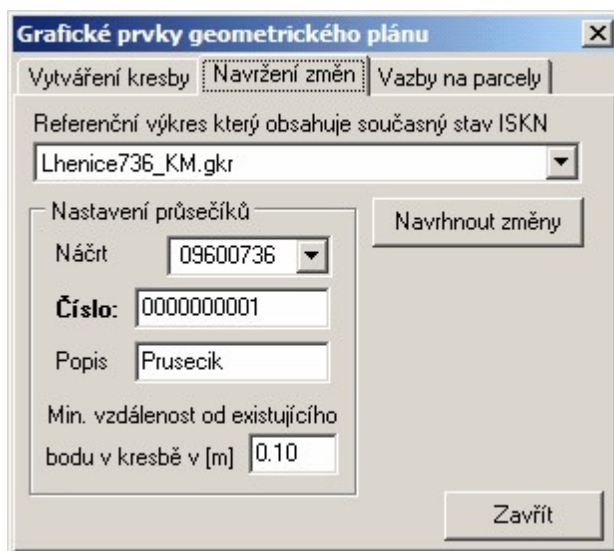 Grafické prvky geometrického plánu
Vytváření kresby Navržení změn Vazby na parcely
Referenční výkres který obsahuje současný stav ISKN
Lhenice736_KM.gkr
Nastavení průsečíků
Navrhnout změny
Náčrt 09600736
Číslo: 0000000001
Popis Prusecik
Min. vzdálenost od existujícího
bodu v kresbě v [m] 0.10
Zavřít